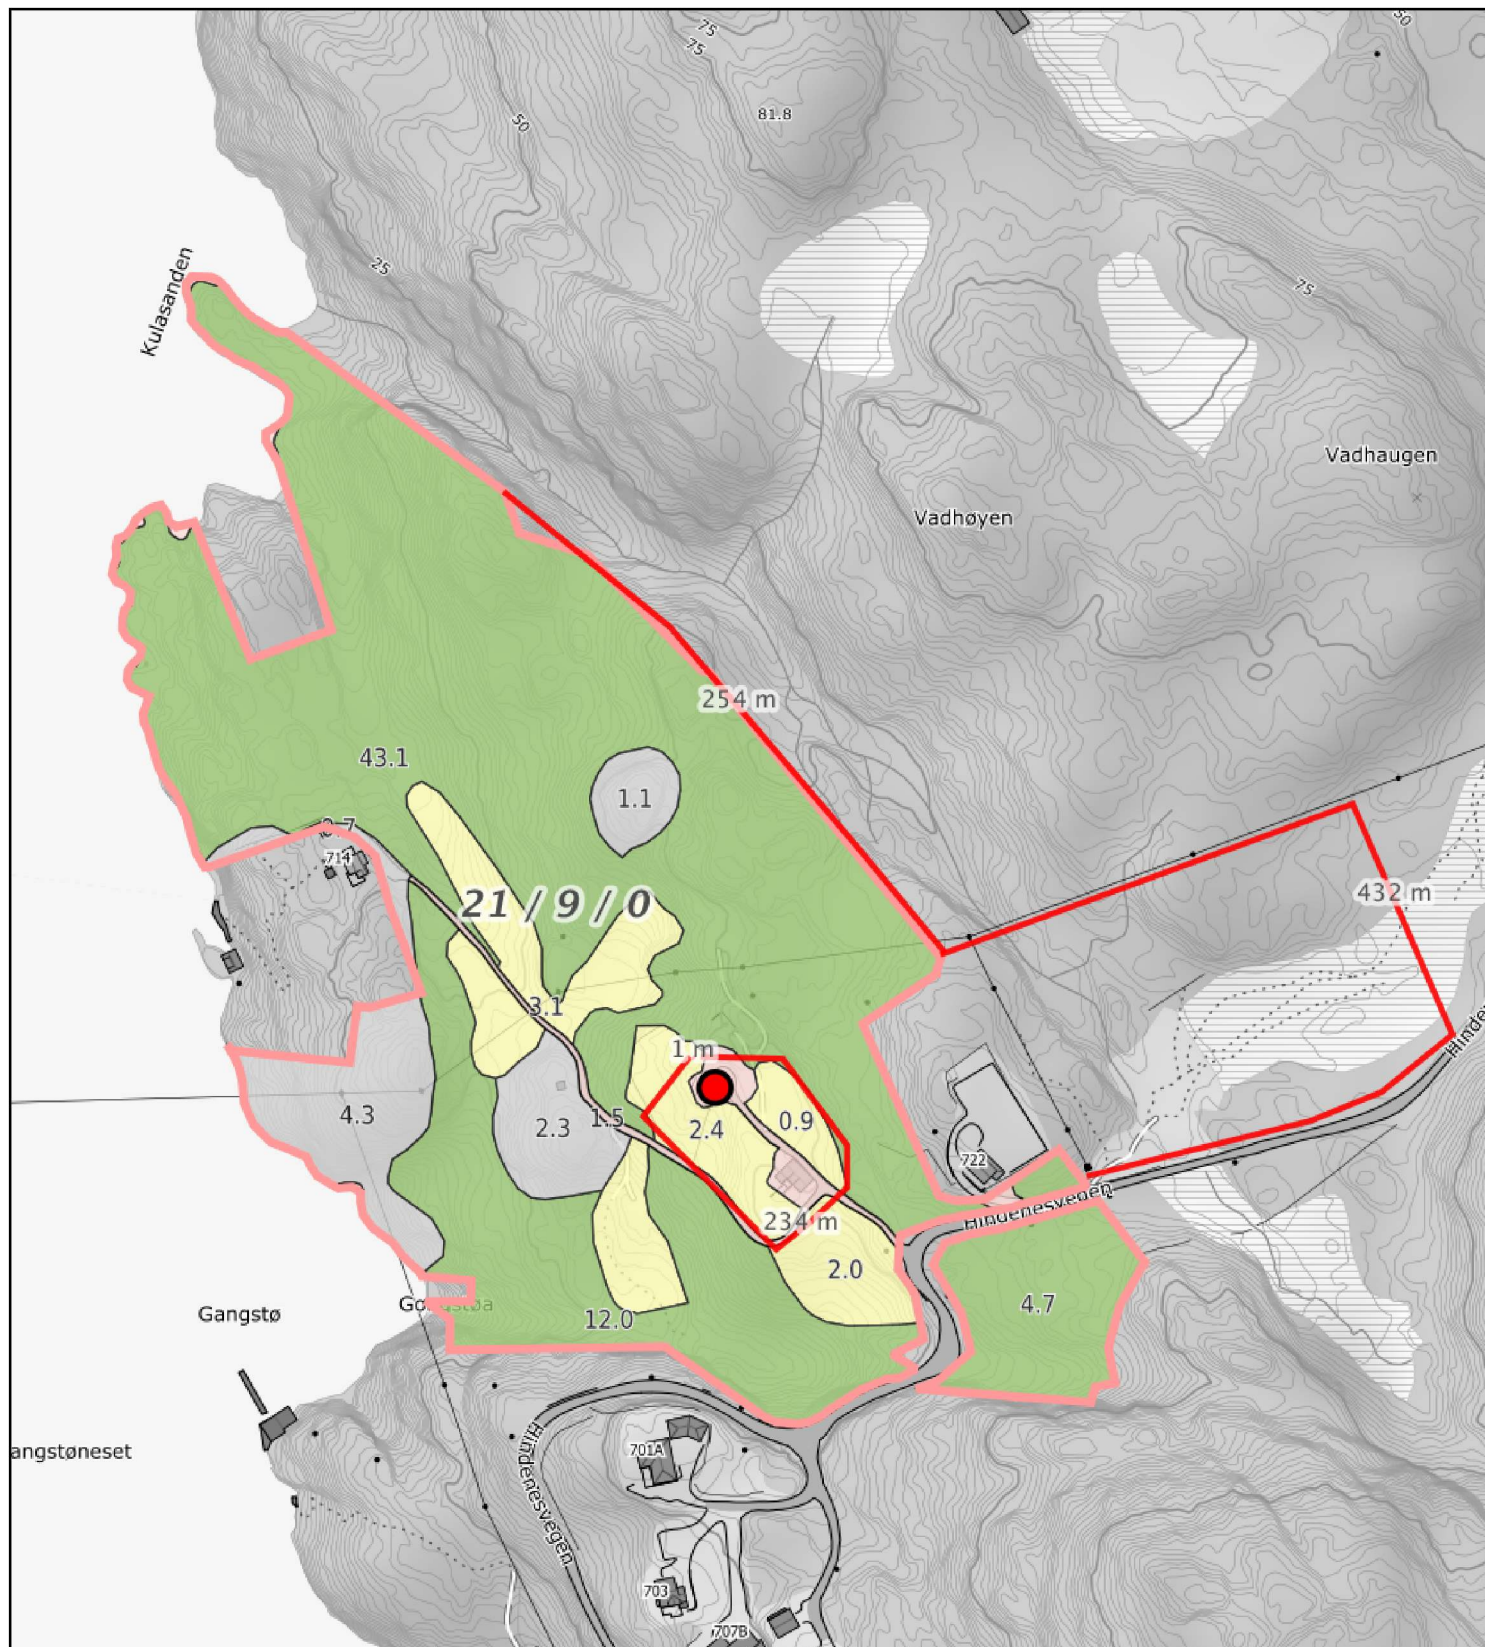 75
75
50
50
81.8
Kulasanden
25
75
Vadhaugen
Vadhøyen
254 m
43.1
1.1
714
432 m
21 / 9 / 0
3.1
1 m
4.3
2.3
1.5
2.4
0.9
722
Hindenesvegen
234 m
2.0
Gangstø
12.0
4.7
angstøneset
Hindenesvegen
701A
703
707B